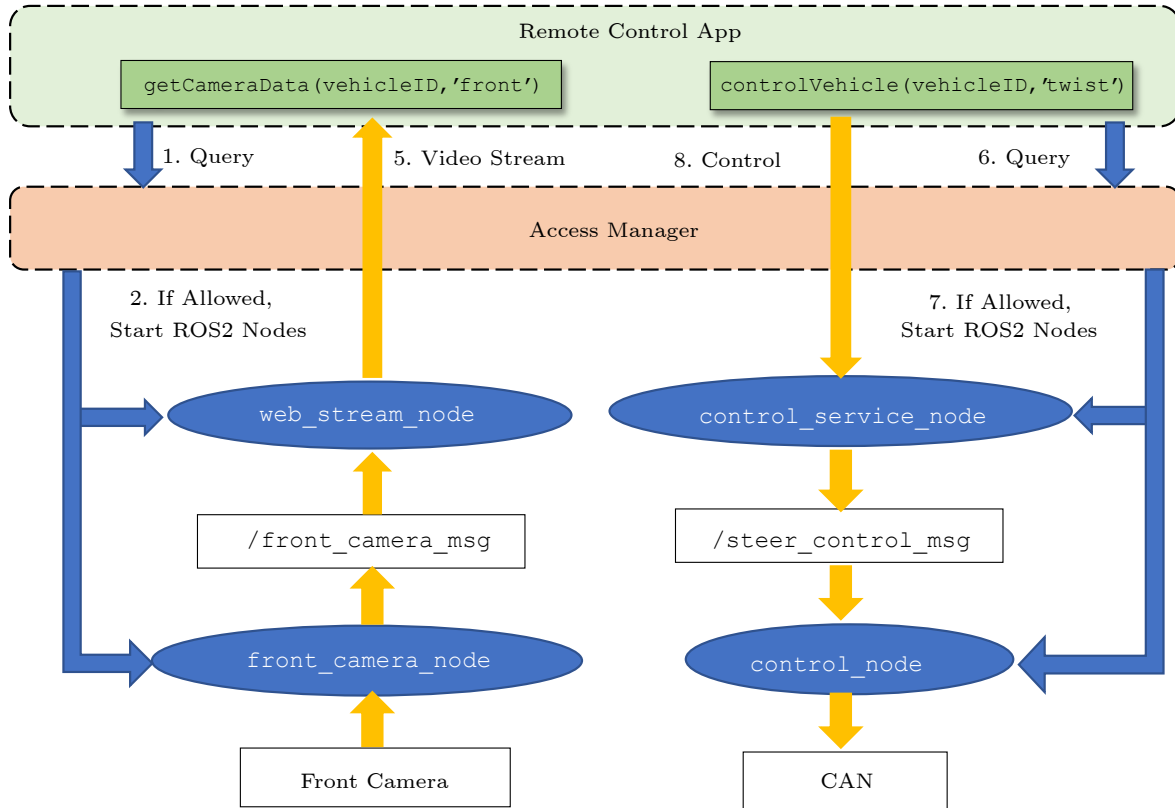 Remote Control App
getCameraData(vehicleID,'front')
controlVehicle(vehicleID,'twist')
1. Query
5. Video Stream
8. Control
6. Query
Access Manager
2. If Allowed,
Start ROS2 Nodes
7. If Allowed,
Start ROS2 Nodes
web_stream_node
control_service_node
/front_camera_msg
/steer_control_msg
front_camera_node
control_node
Front Camera
CAN